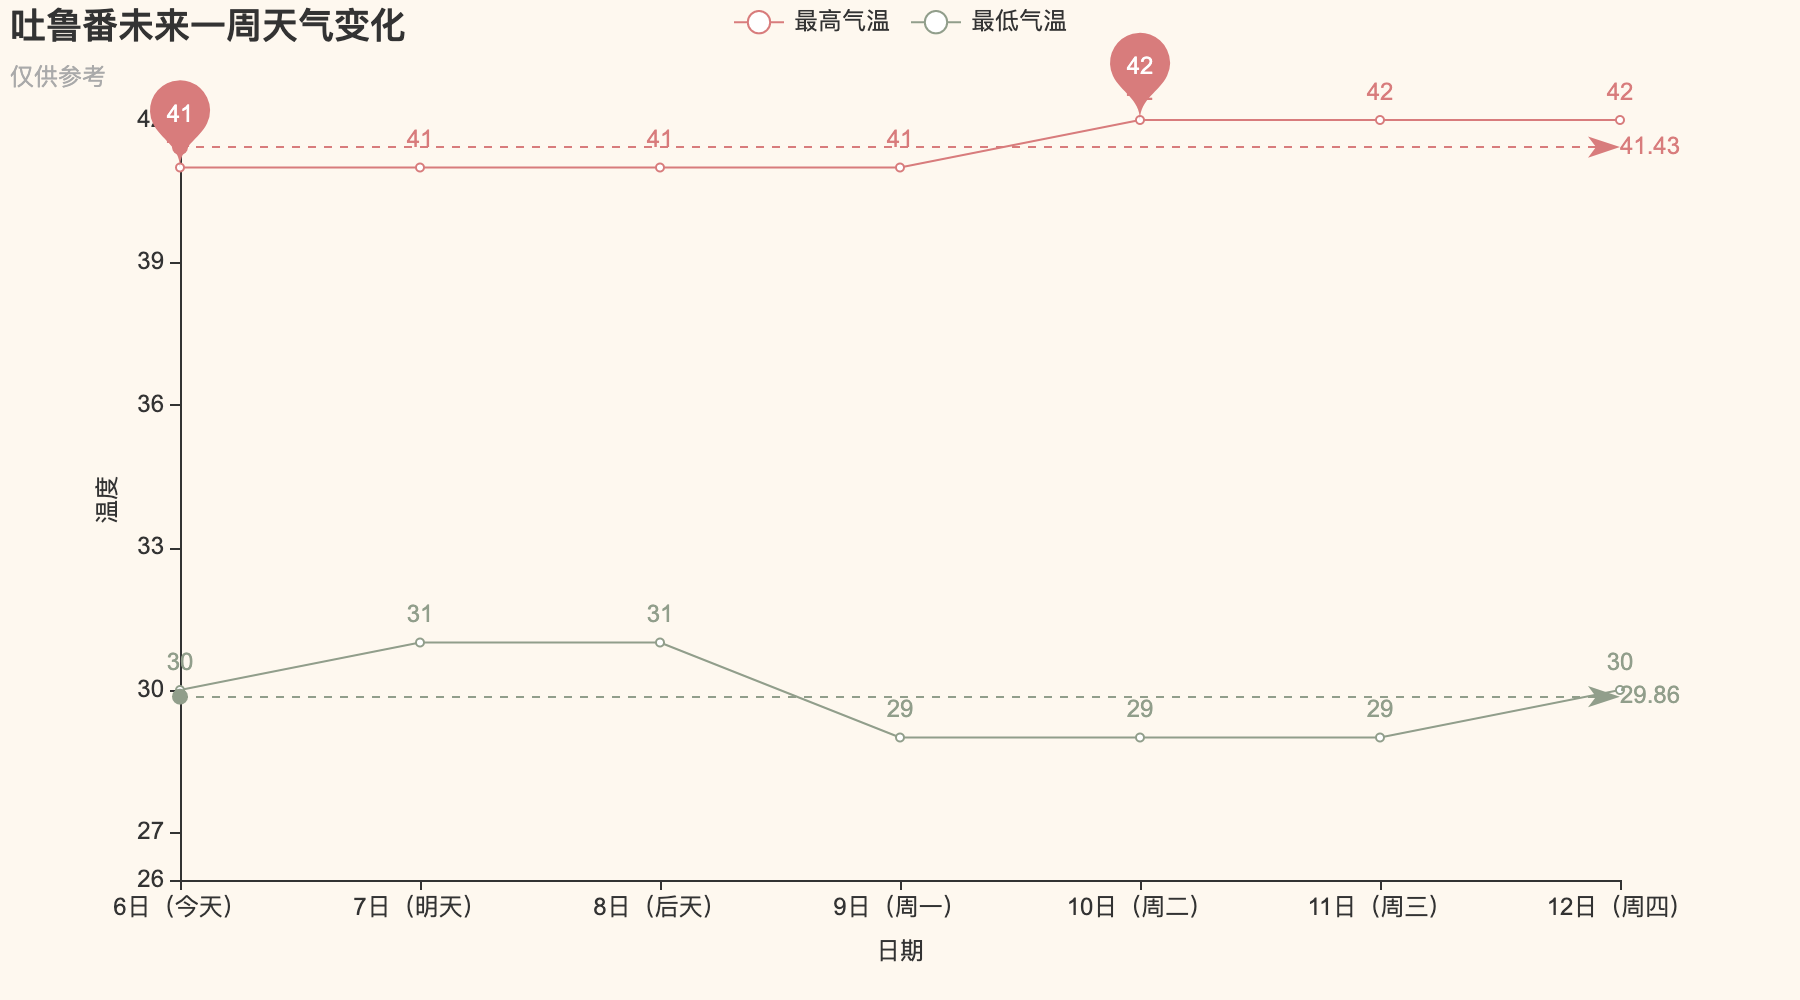 吐鲁番未来一周天气变化
仅供参考
最高气温 最低气温
41 41 41 41 42 42 42
41.43
42
39
36
33
30
27
26
温度
30 31 31 29 29 29 30
29.86
6日（今天） 7日（明天） 8日（后天） 9日（周一） 10日（周二） 11日（周三） 12日（周四）
日期